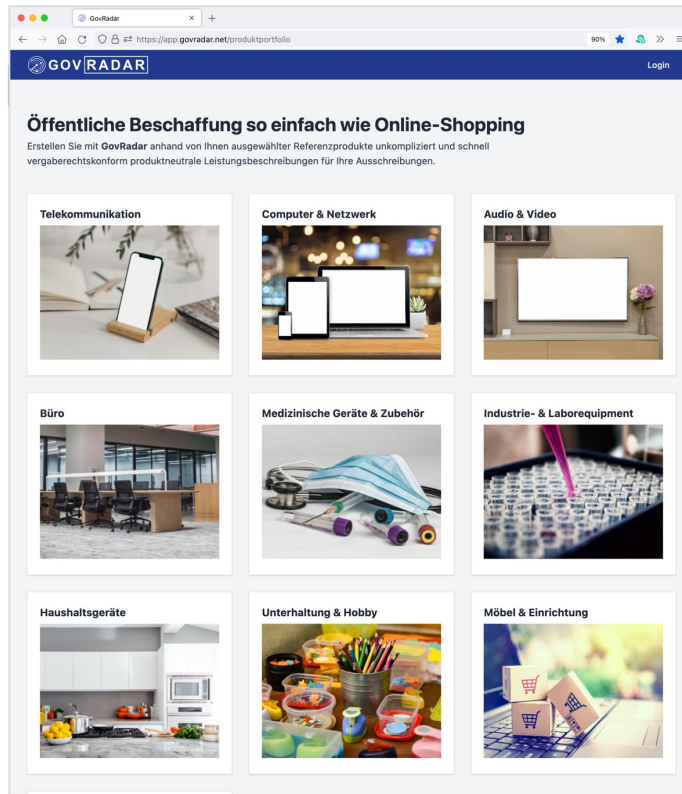 GovRadar
https://app.govradar.net/produktportfolio
90%
GOVRADAR
Login
Öffentliche Beschaffung so einfach wie Online-Shopping
Erstellen Sie mit GovRadar anhand von Ihnen ausgewählter Referenzprodukte unkompliziert und schnell
vergaberechtskonform produktneutrale Leistungsbeschreibungen für Ihre Ausschreibungen.
Telekommunikation
Computer & Netzwerk
Audio & Video
Büro
Medizinische Geräte & Zubehör
Industrie- & Laborequipment
Haushaltsgeräte
Unterhaltung & Hobby
Möbel & Einrichtung